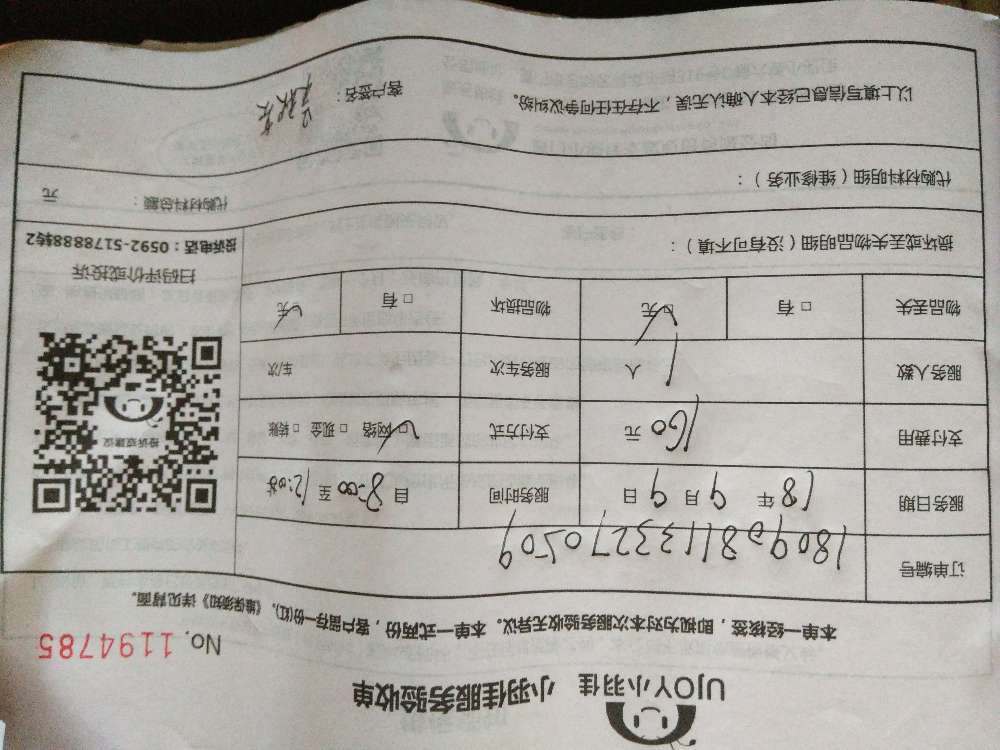 UJOY小羽佳 小羽佳服务验收单
No. 1194785
本单一经核签，即视为对本次服务验收无异议。本单一式两份，客户留存一份(红)，《维保须知》详见背面。
订单编号 180908113327050509
服务日期 18年9月9日 服务时间 自8:00至12:00
支付费用 160元 支付方式 ☑网络 □现金 □转账
服务人数 1人 服务车次 车/次
物品丢失 □有 ☑无 物品损坏 □有 ☑无
投诉或建议
扫码评价或投诉
投诉电话：0592-5178888转2
损坏或丢失物品明细（没有可不填）：
代购材料明细（维修业务）：
代购材料总额： 元
以上填写信息已经本人确认无误，不存在任何争议纠纷。 客户签名：